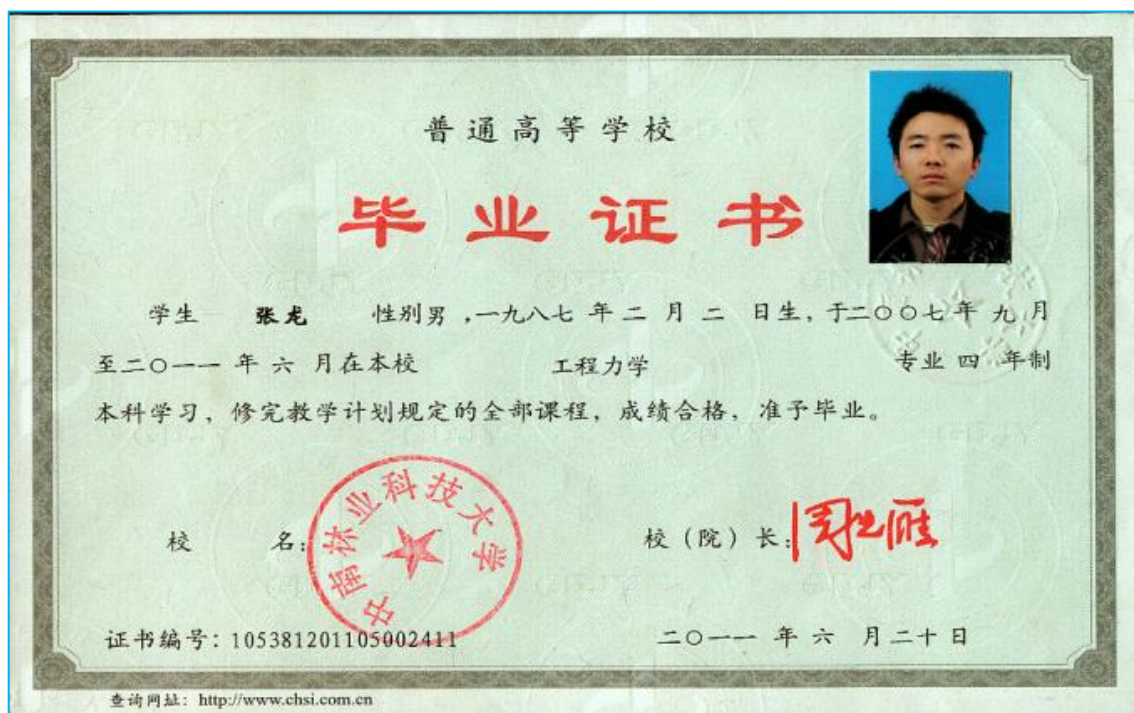 普通高等学校
毕业证书
学生 张龙 性别 男 ,一九八七 年 二 月 二 日生, 于二〇〇七年 九 月
至二〇一一 年 六 月在本校 工程力学 专业 四 年制
本科学习, 修完教学计划规定的全部课程, 成绩合格, 准予毕业。
中南林业科技大学
校 名: 校 (院) 长: 周先雁
证书编号: 105381201105002411 二〇一一 年 六 月二十日
查询网址: http://www.chsi.com.cn